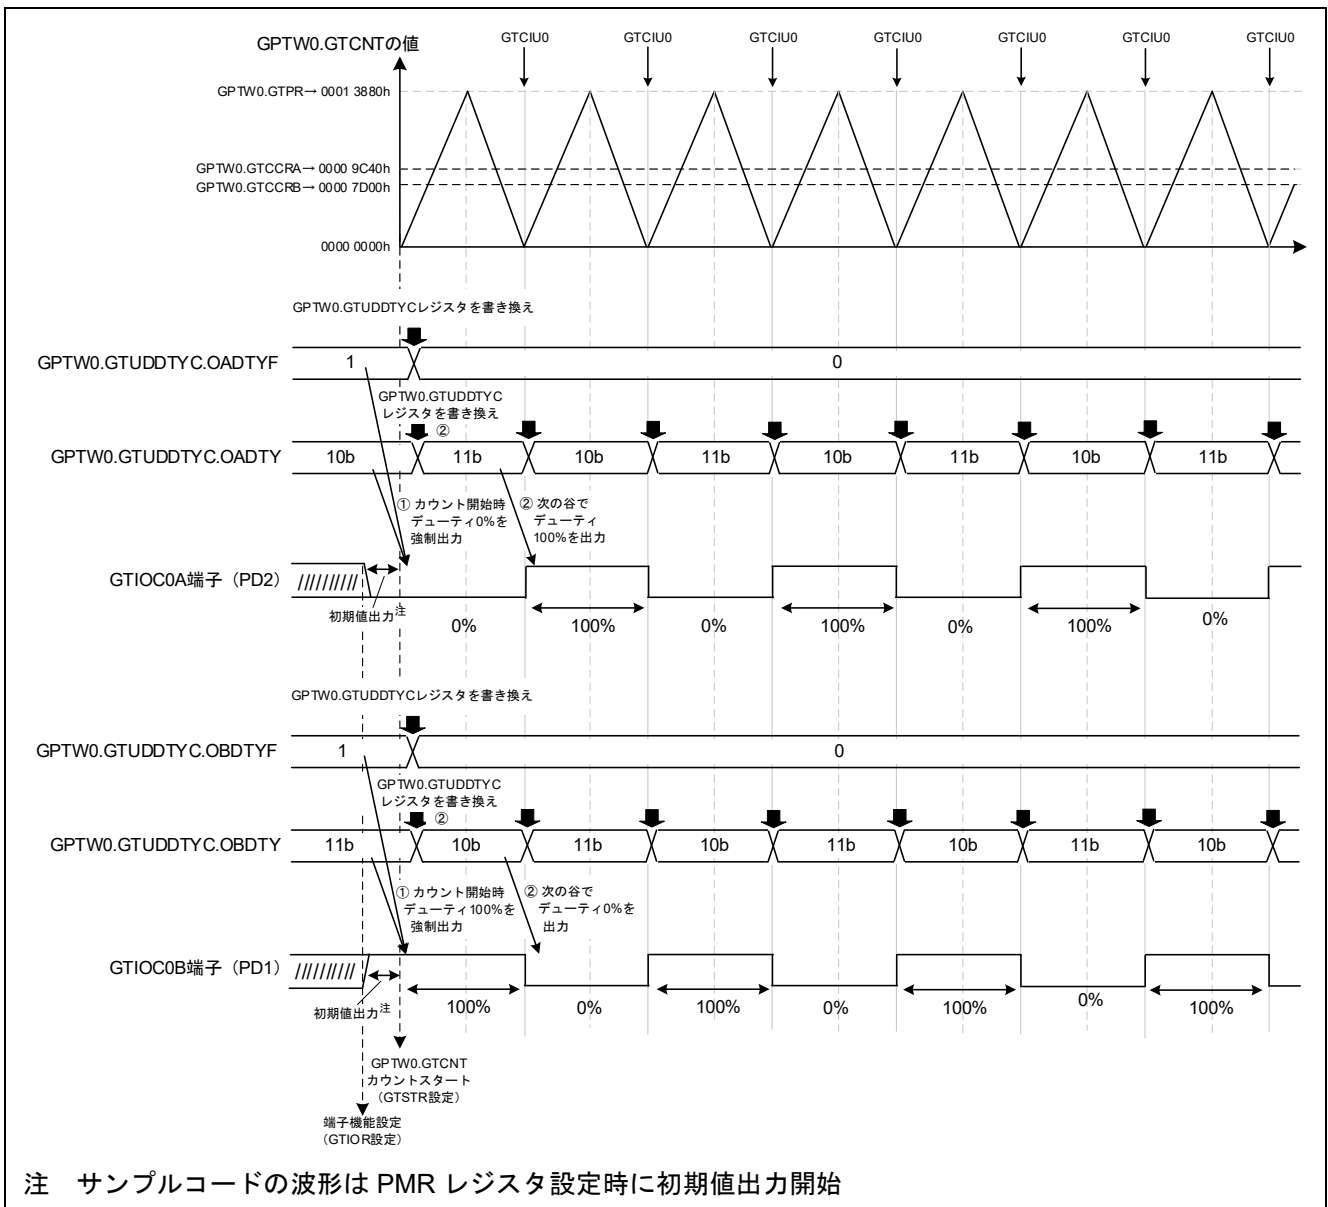 GPTW0.GTCNTの値
GTCIU0 GTCIU0 GTCIU0 GTCIU0 GTCIU0 GTCIU0 GTCIU0
GPTW0.GTPR→ 0001 3880h
GPTW0.GTCCRA→ 0000 9C40h
GPTW0.GTCCRB→ 0000 7D00h
0000 0000h
GPTW0.GTUDDTYCレジスタを書き換え
GPTW0.GTUDDTYC.OADTYF 1 0
GPTW0.GTUDDTYC
レジスタを書き換え
②
GPTW0.GTUDDTYC.OADTY 10b 11b 10b 11b 10b 11b 10b 11b
① カウント開始時
デューティ0%を
強制出力
② 次の谷で
デューティ
100%を出力
GTIOC0A端子（PD2）
初期値出力注
0% 100% 0% 100% 0% 100% 0%
GPTW0.GTUDDTYCレジスタを書き換え
GPTW0.GTUDDTYC.OBDTYF 1 0
GPTW0.GTUDDTYC
レジスタを書き換え
②
GPTW0.GTUDDTYC.OBDTY 11b 10b 11b 10b 11b 10b 11b 10b
① カウント開始時
デューティ100%を
強制出力
② 次の谷で
デューティ0%を
出力
GTIOC0B端子（PD1）
初期値出力注
100% 0% 100% 0% 100% 0% 100%
GPTW0.GTCNT
カウントスタート
（GTSTR設定）
端子機能設定
（GTIOR設定）
注 サンプルコードの波形は PMR レジスタ設定時に初期値出力開始